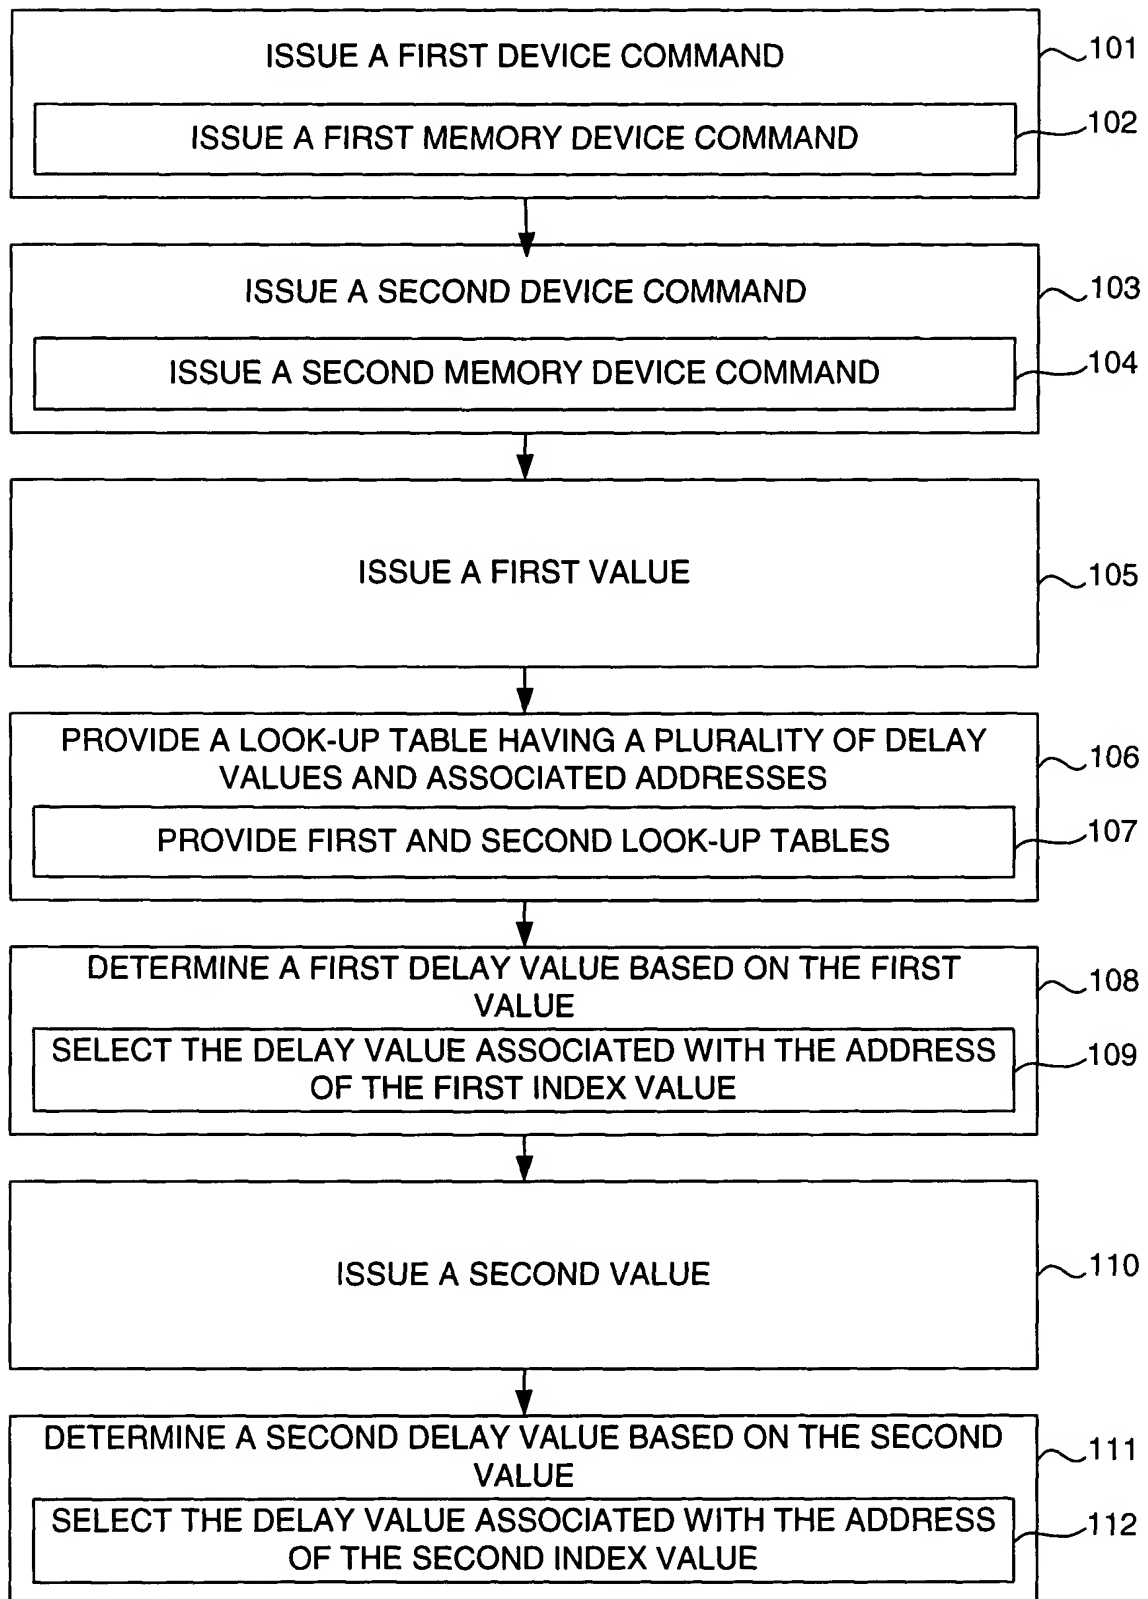 ISSUE A FIRST DEVICE COMMAND
101
ISSUE A FIRST MEMORY DEVICE COMMAND
102
ISSUE A SECOND DEVICE COMMAND
103
ISSUE A SECOND MEMORY DEVICE COMMAND
104
ISSUE A FIRST VALUE
105
PROVIDE A LOOK-UP TABLE HAVING A PLURALITY OF DELAY
VALUES AND ASSOCIATED ADDRESSES
106
PROVIDE FIRST AND SECOND LOOK-UP TABLES
107
DETERMINE A FIRST DELAY VALUE BASED ON THE FIRST
VALUE
108
SELECT THE DELAY VALUE ASSOCIATED WITH THE ADDRESS
OF THE FIRST INDEX VALUE
109
ISSUE A SECOND VALUE
110
DETERMINE A SECOND DELAY VALUE BASED ON THE SECOND
VALUE
111
SELECT THE DELAY VALUE ASSOCIATED WITH THE ADDRESS
OF THE SECOND INDEX VALUE
112